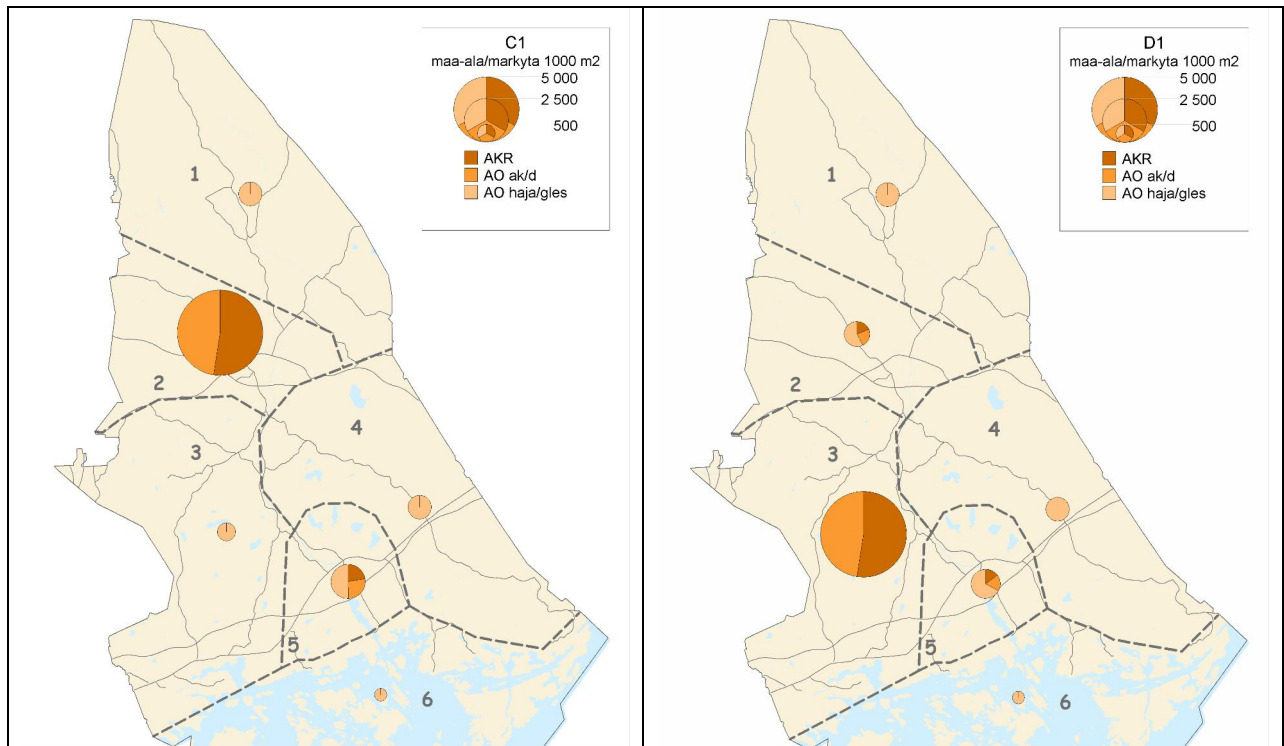 C1
maa-ala/markyta 1000 m2
5 000
2 500
500
AKR
AO ak/d
AO haja/gles
1
2
3
4
5
6
D1
maa-ala/markyta 1000 m2
5 000
2 500
500
AKR
AO ak/d
AO haja/gles
1
2
3
4
5
6